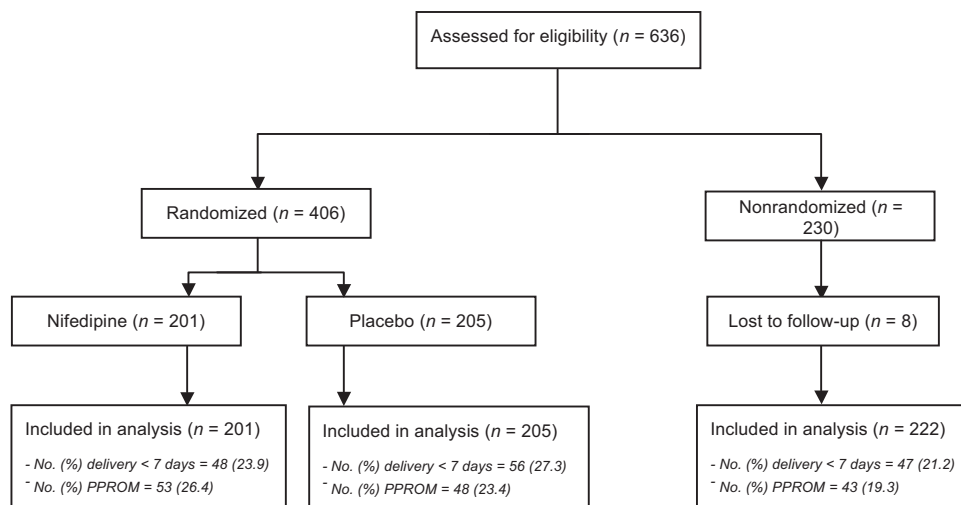 Assessed for eligibility (n = 636)
Randomized (n = 406)
Nonrandomized (n =
230)
Nifedipine (n = 201)
Placebo (n = 205)
Lost to follow-up (n = 8)
Included in analysis (n = 201)
- No. (%) delivery < 7 days = 48 (23.9)
- No. (%) PPROM = 53 (26.4)
Included in analysis (n = 205)
- No. (%) delivery < 7 days = 56 (27.3)
- No. (%) PPROM = 48 (23.4)
Included in analysis (n = 222)
- No. (%) delivery < 7 days = 47 (21.2)
- No. (%) PPROM = 43 (19.3)